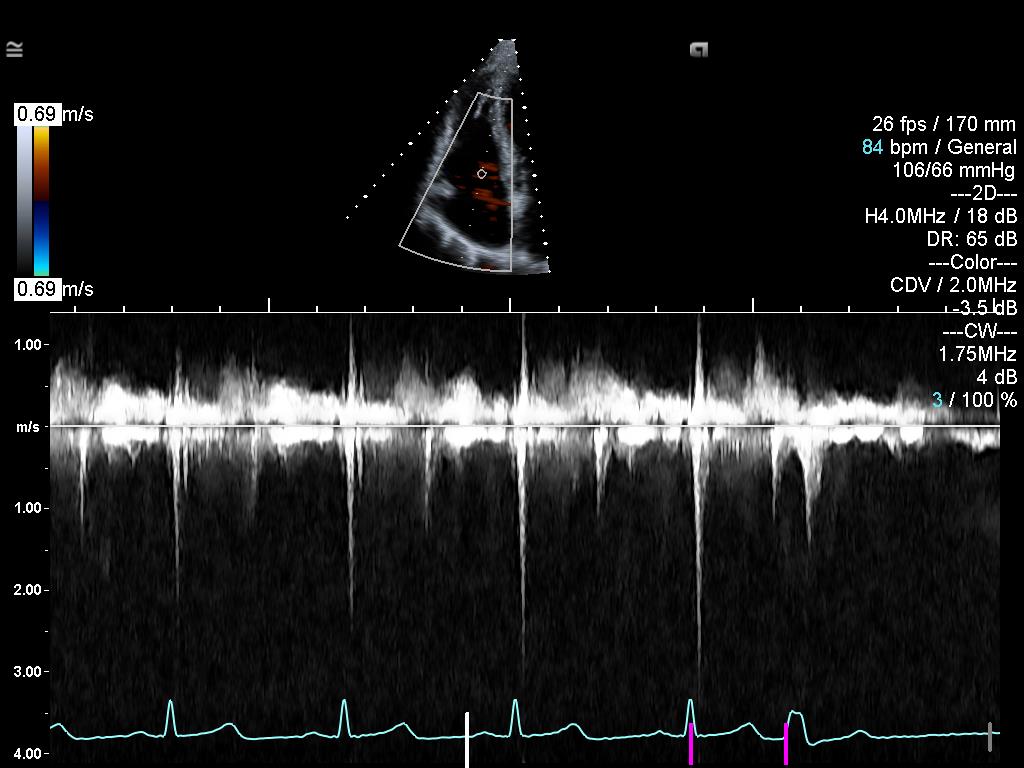 0.69 m/s
0.69 m/s
26 fps / 170 mm
84 bpm / General
106/66 mmHg
---2D---
H4.0MHz / 18 dB
DR: 65 dB
---Color---
CDV / 2.0MHz
-3.5 dB
---CW---
1.75MHz
4 dB
3 / 100 %
1.00
m/s
1.00
2.00
3.00
4.00